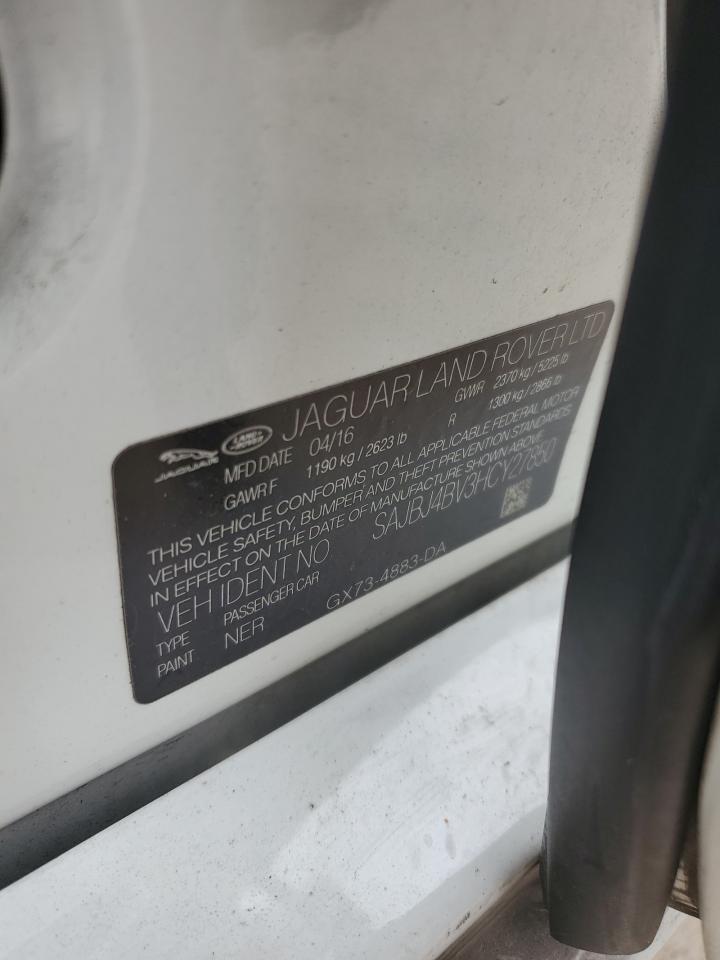 JAGUAR LAND ROVER JAGUAR LAND ROVER LTD
MFD DATE 04/16 GVWR 2370 kg / 5225 lb
GAWR F 1190 kg / 2623 lb R 1300 kg / 2866 lb
THIS VEHICLE CONFORMS TO ALL APPLICABLE FEDERAL MOTOR
VEHICLE SAFETY, BUMPER AND THEFT PREVENTION STANDARDS
IN EFFECT ON THE DATE OF MANUFACTURE SHOWN ABOVE.
VEH IDENT NO SAJBJ4BV3HCY27850
TYPE PASSENGER CAR
PAINT NER GX73-4883-DA